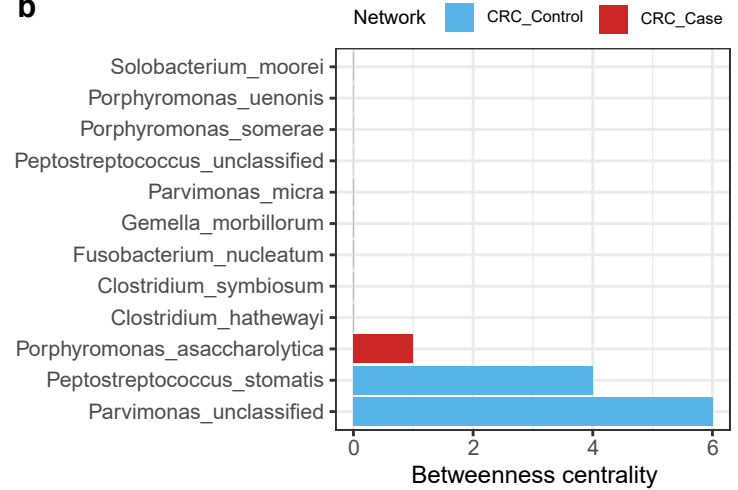 b
Network CRC_Control CRC_Case
Solobacterium_moorei
Porphyromonas_uenonis
Porphyromonas_somerae
Peptostreptococcus_unclassified
Parvimonas_micra
Gemella_morbillorum
Fusobacterium_nucleatum
Clostridium_symbiosum
Clostridium_hathewayi
Porphyromonas_asaccharolytica
Peptostreptococcus_stomatis
Parvimonas_unclassified
0 2 4 6
Betweenness centrality